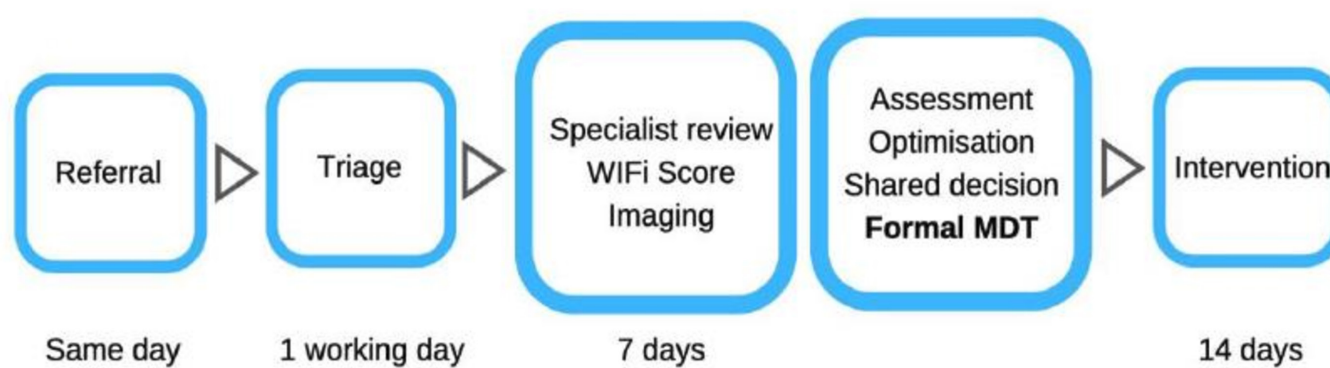 Referral
Triage
Specialist review
WIFi Score
Imaging
Assessment
Optimisation
Shared decision
Formal MDT
Intervention
Same day
1 working day
7 days
14 days